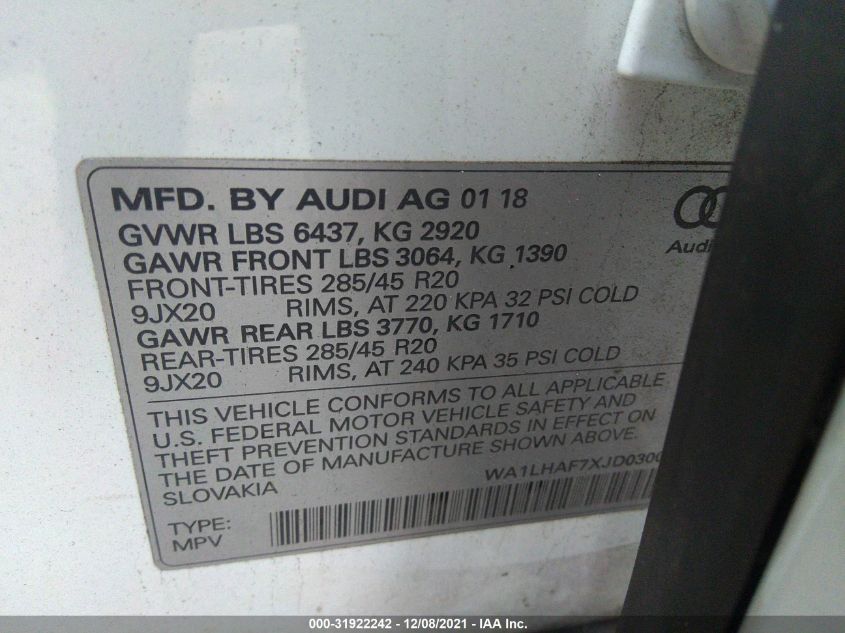 MFD. BY AUDI AG 01 18
Audi
GVWR LBS 6437, KG 2920
GAWR FRONT LBS 3064, KG 1390
FRONT-TIRES 285/45 R20
9JX20 RIMS, AT 220 KPA 32 PSI COLD
GAWR REAR LBS 3770, KG 1710
REAR-TIRES 285/45 R20
9JX20 RIMS, AT 240 KPA 35 PSI COLD
THIS VEHICLE CONFORMS TO ALL APPLICABLE
U.S. FEDERAL MOTOR VEHICLE SAFETY AND
THEFT PREVENTION STANDARDS IN EFFECT ON
THE DATE OF MANUFACTURE SHOWN ABOVE.
SLOVAKIA WA1LHAF7XJD0300
TYPE:
MPV
000-31922242 - 12/08/2021 - IAA Inc.